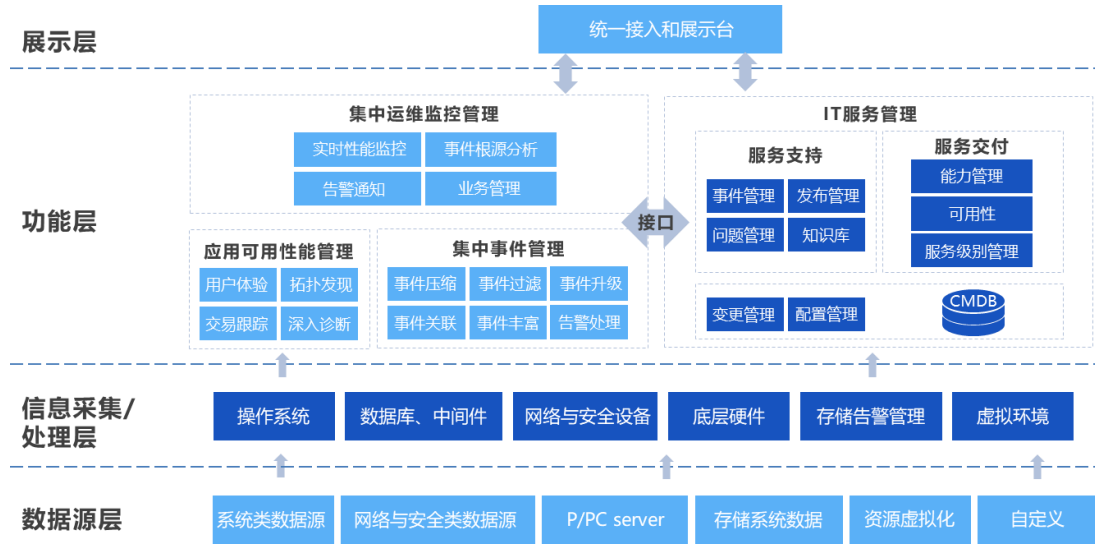 展示层
统一接入和展示台
功能层
集中运维监控管理
实时性能监控
事件根源分析
告警通知
业务管理
应用可用性能管理
用户体验
拓扑发现
交易跟踪
深入诊断
集中事件管理
事件压缩
事件过滤
事件升级
事件关联
事件丰富
告警处理
接口
IT服务管理
服务支持
事件管理
发布管理
问题管理
知识库
服务交付
能力管理
可用性
服务级别管理
变更管理
配置管理
CMDB
信息采集/
处理层
操作系统
数据库、中间件
网络与安全设备
底层硬件
存储告警管理
虚拟环境
数据源层
系统类数据源
网络与安全类数据源
P/PC server
存储系统数据
资源虚拟化
自定义